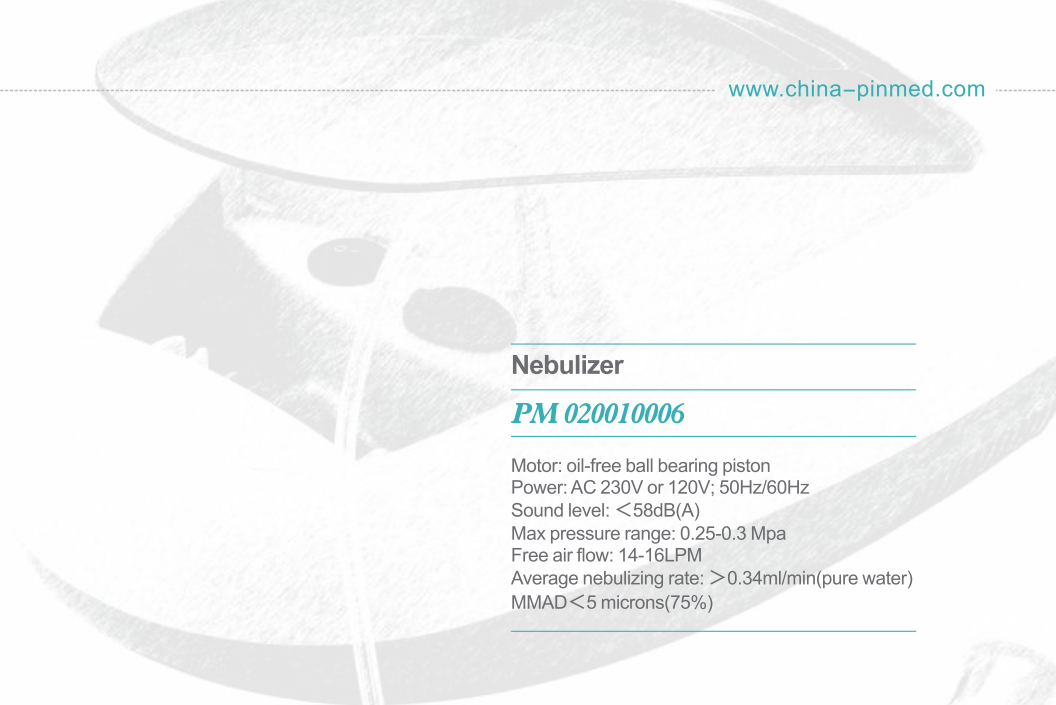 www.china-pinmed.com
Nebulizer
PM 020010006
Motor: oil-free ball bearing piston
Power: AC 230V or 120V; 50Hz/60Hz
Sound level: ＜58dB(A)
Max pressure range: 0.25-0.3 Mpa
Free air flow: 14-16LPM
Average nebulizing rate: ＞0.34ml/min(pure water)
MMAD＜5 microns(75%)